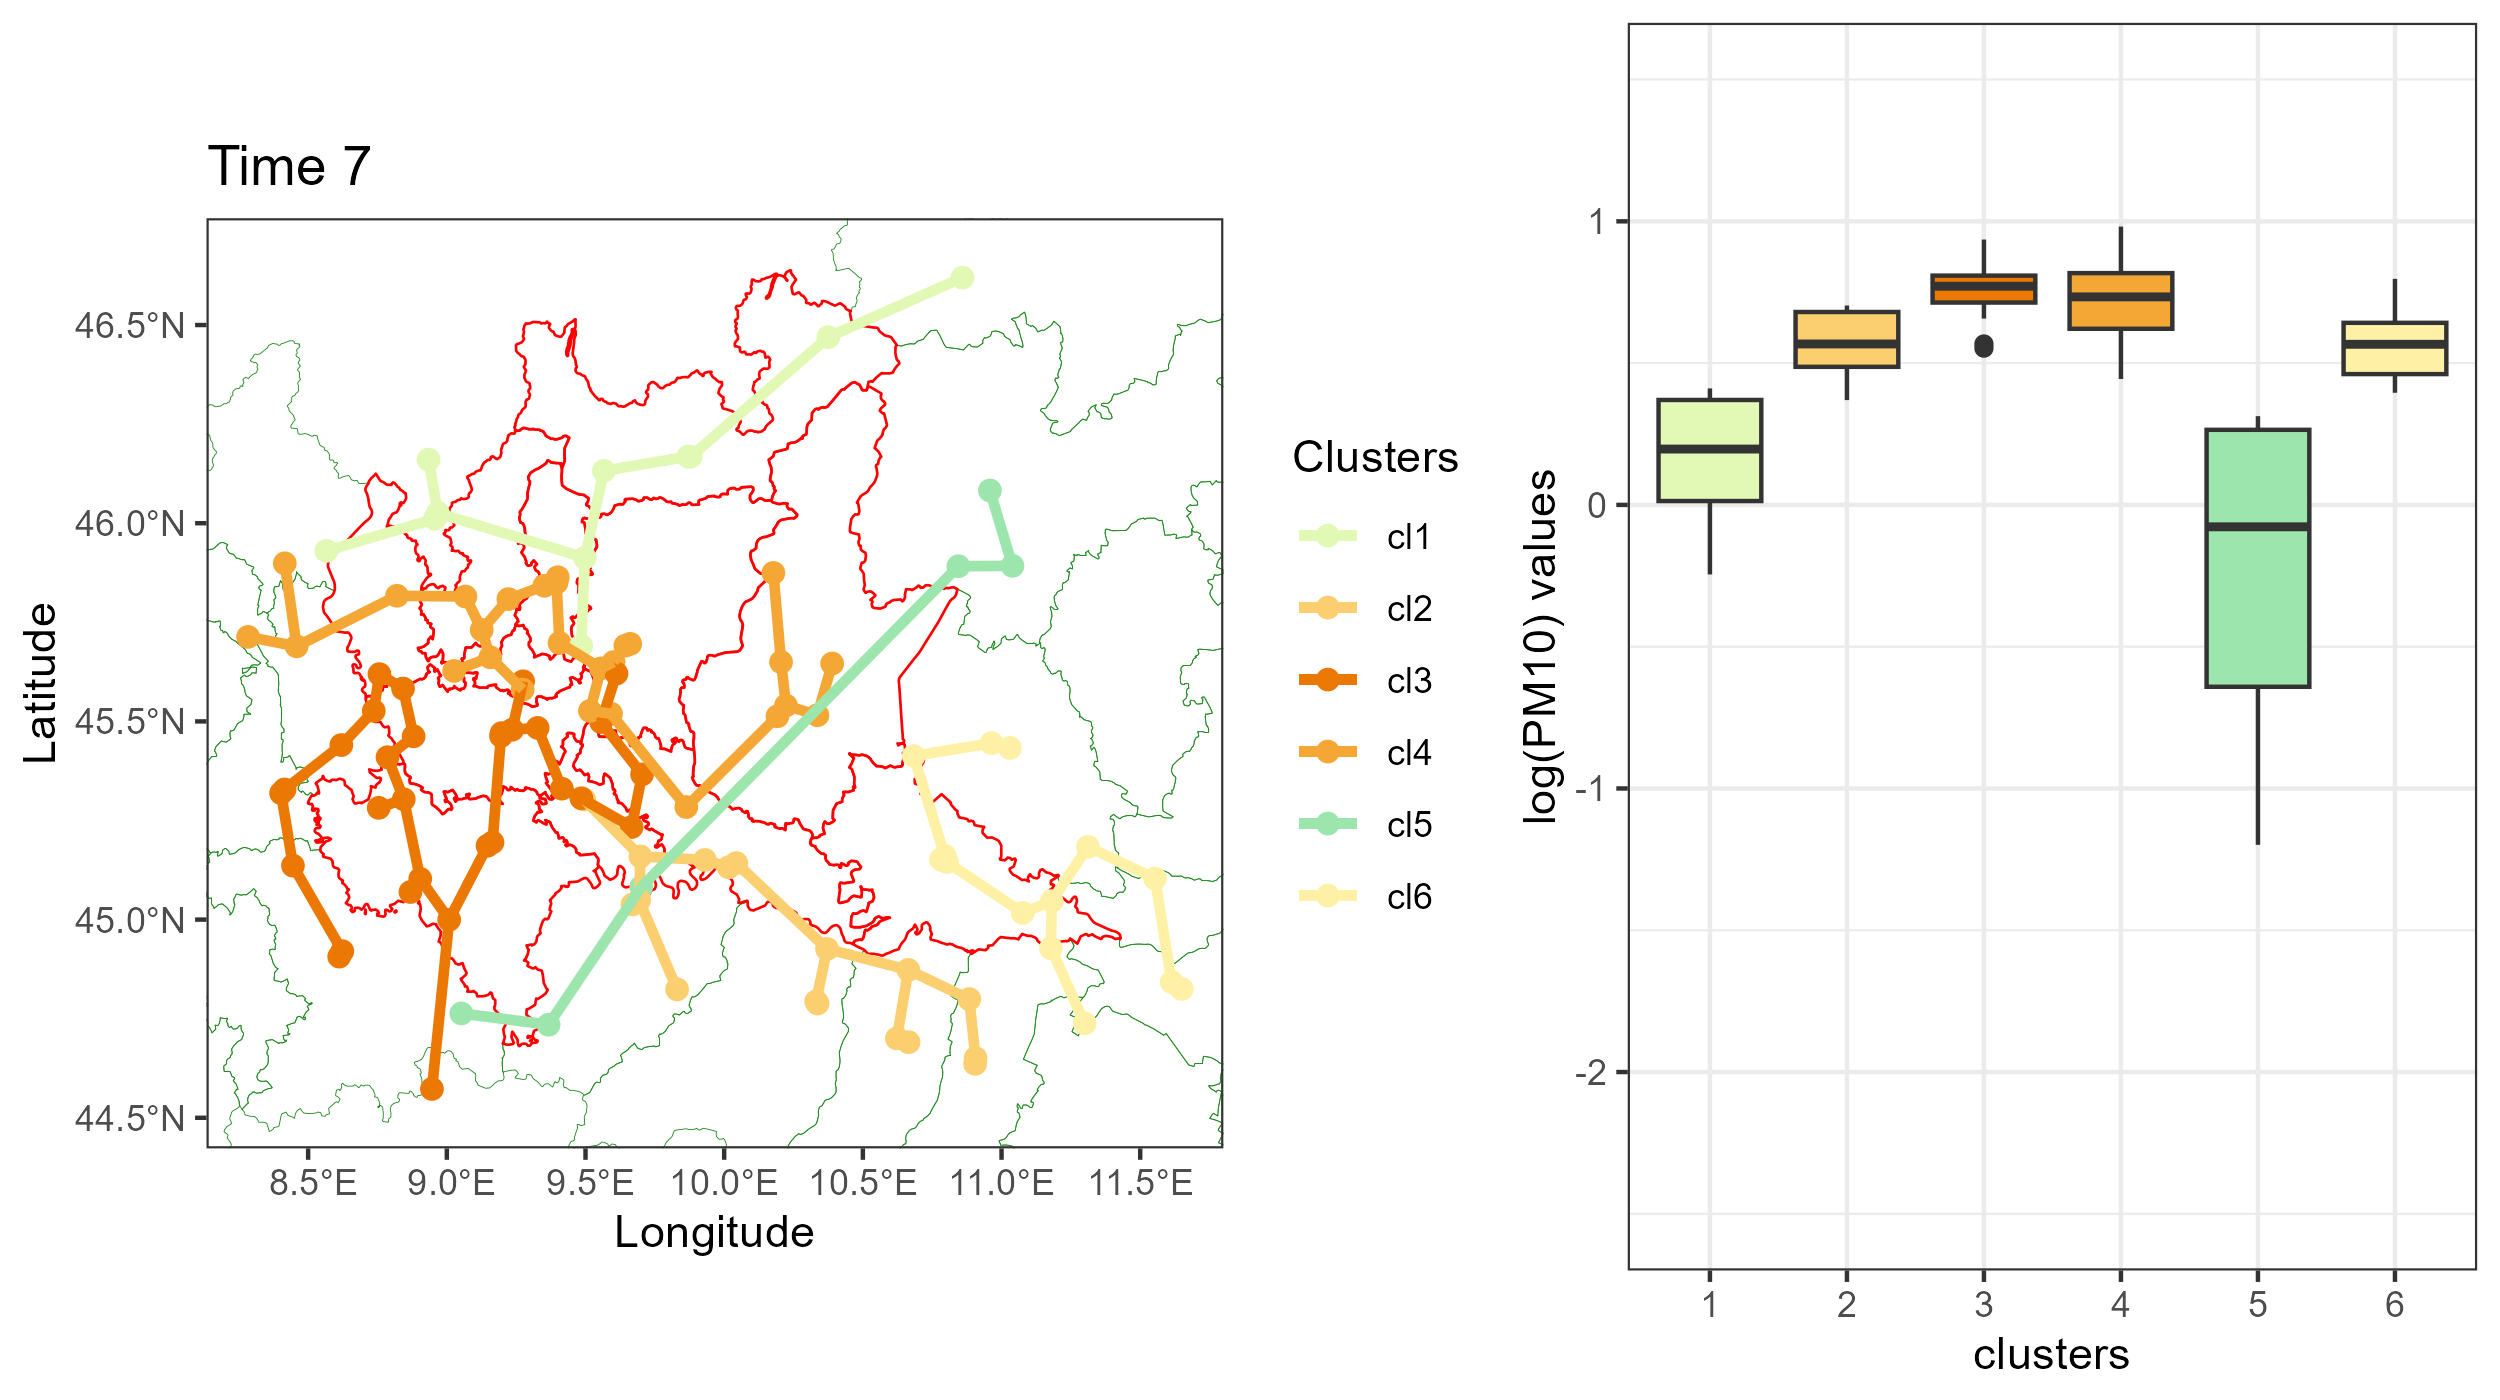 Time 7
46.5°N
46.0°N
45.5°N
45.0°N
44.5°N
Latitude
8.5°E 9.0°E 9.5°E 10.0°E 10.5°E 11.0°E 11.5°E
Longitude
Clusters
cl1
cl2
cl3
cl4
cl5
cl6
1
0
-1
-2
log(PM10) values
1 2 3 4 5 6
clusters